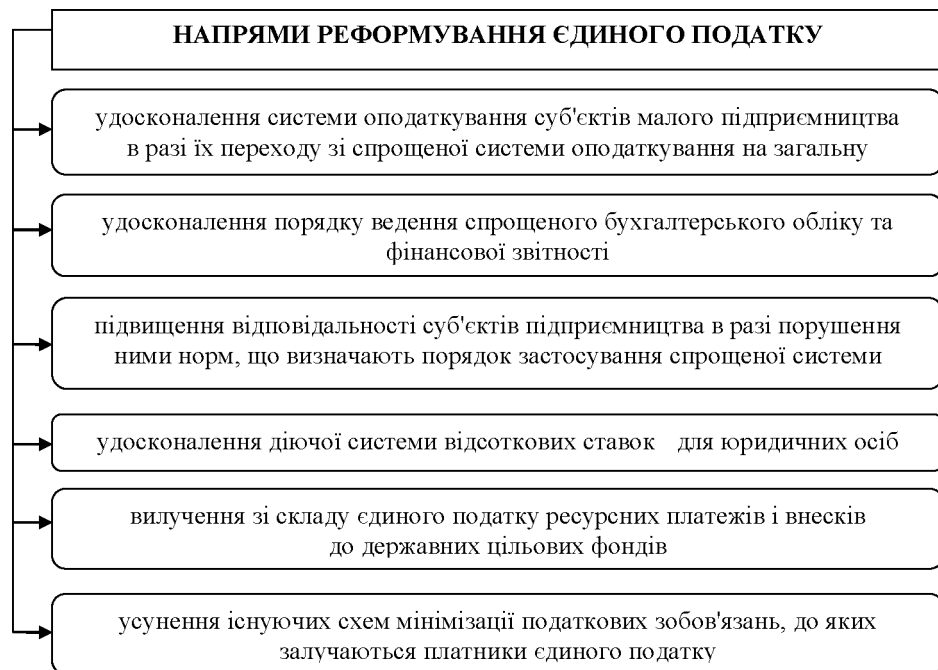 НАПРЯМИ РЕФОРМУВАННЯ ЄДИНОГО ПОДАТКУ
удосконалення системи оподаткування суб'єктів малого підприємництва
в разі їх переходу зі спрощеної системи оподаткування на загальну
удосконалення порядку ведення спрощеного бухгалтерського обліку та
фінансової звітності
підвищення відповідальності суб'єктів підприємництва в разі порушення
ними норм, що визначають порядок застосування спрощеної системи
удосконалення діючої системи відсоткових ставок для юридичних осіб
вилучення зі складу єдиного податку ресурсних платежів і внесків
до державних цільових фондів
усунення існуючих схем мінімізації податкових зобов'язань, до яких
залучаються платники єдиного податку